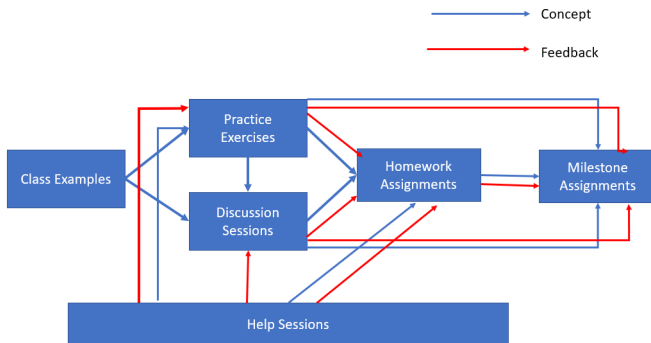 Concept
Feedback
Practice
Exercises
Class Examples
Homework
Assignments
Milestone
Assignments
Discussion
Sessions
Help Sessions